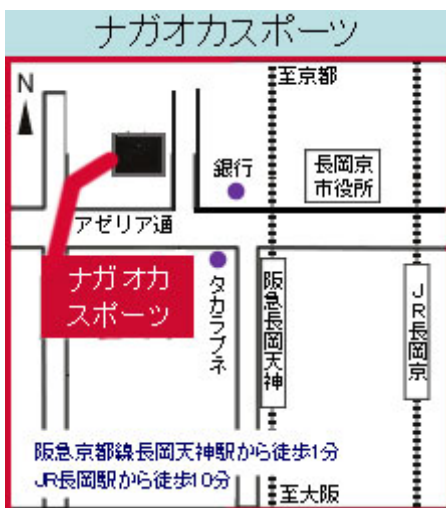 ナガオカスポーツ
至京都
N
銀行
長岡京
市役所
アゼリア通
ナガオカ
スポーツ
タカラブネ
阪急長岡天神
JR長岡京
阪急京都線長岡天神駅から徒歩1分
JR長岡駅から徒歩10分
至大阪